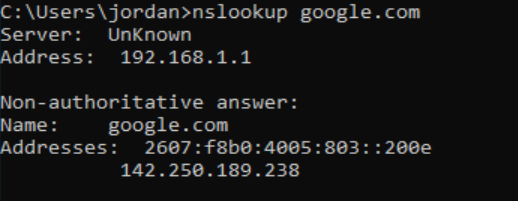 C:\Users\jordan>nslookup google.com
Server:  UnKnown
Address:  192.168.1.1

Non-authoritative answer:
Name:    google.com
Addresses:  2607:f8b0:4005:803::200e
          142.250.189.238